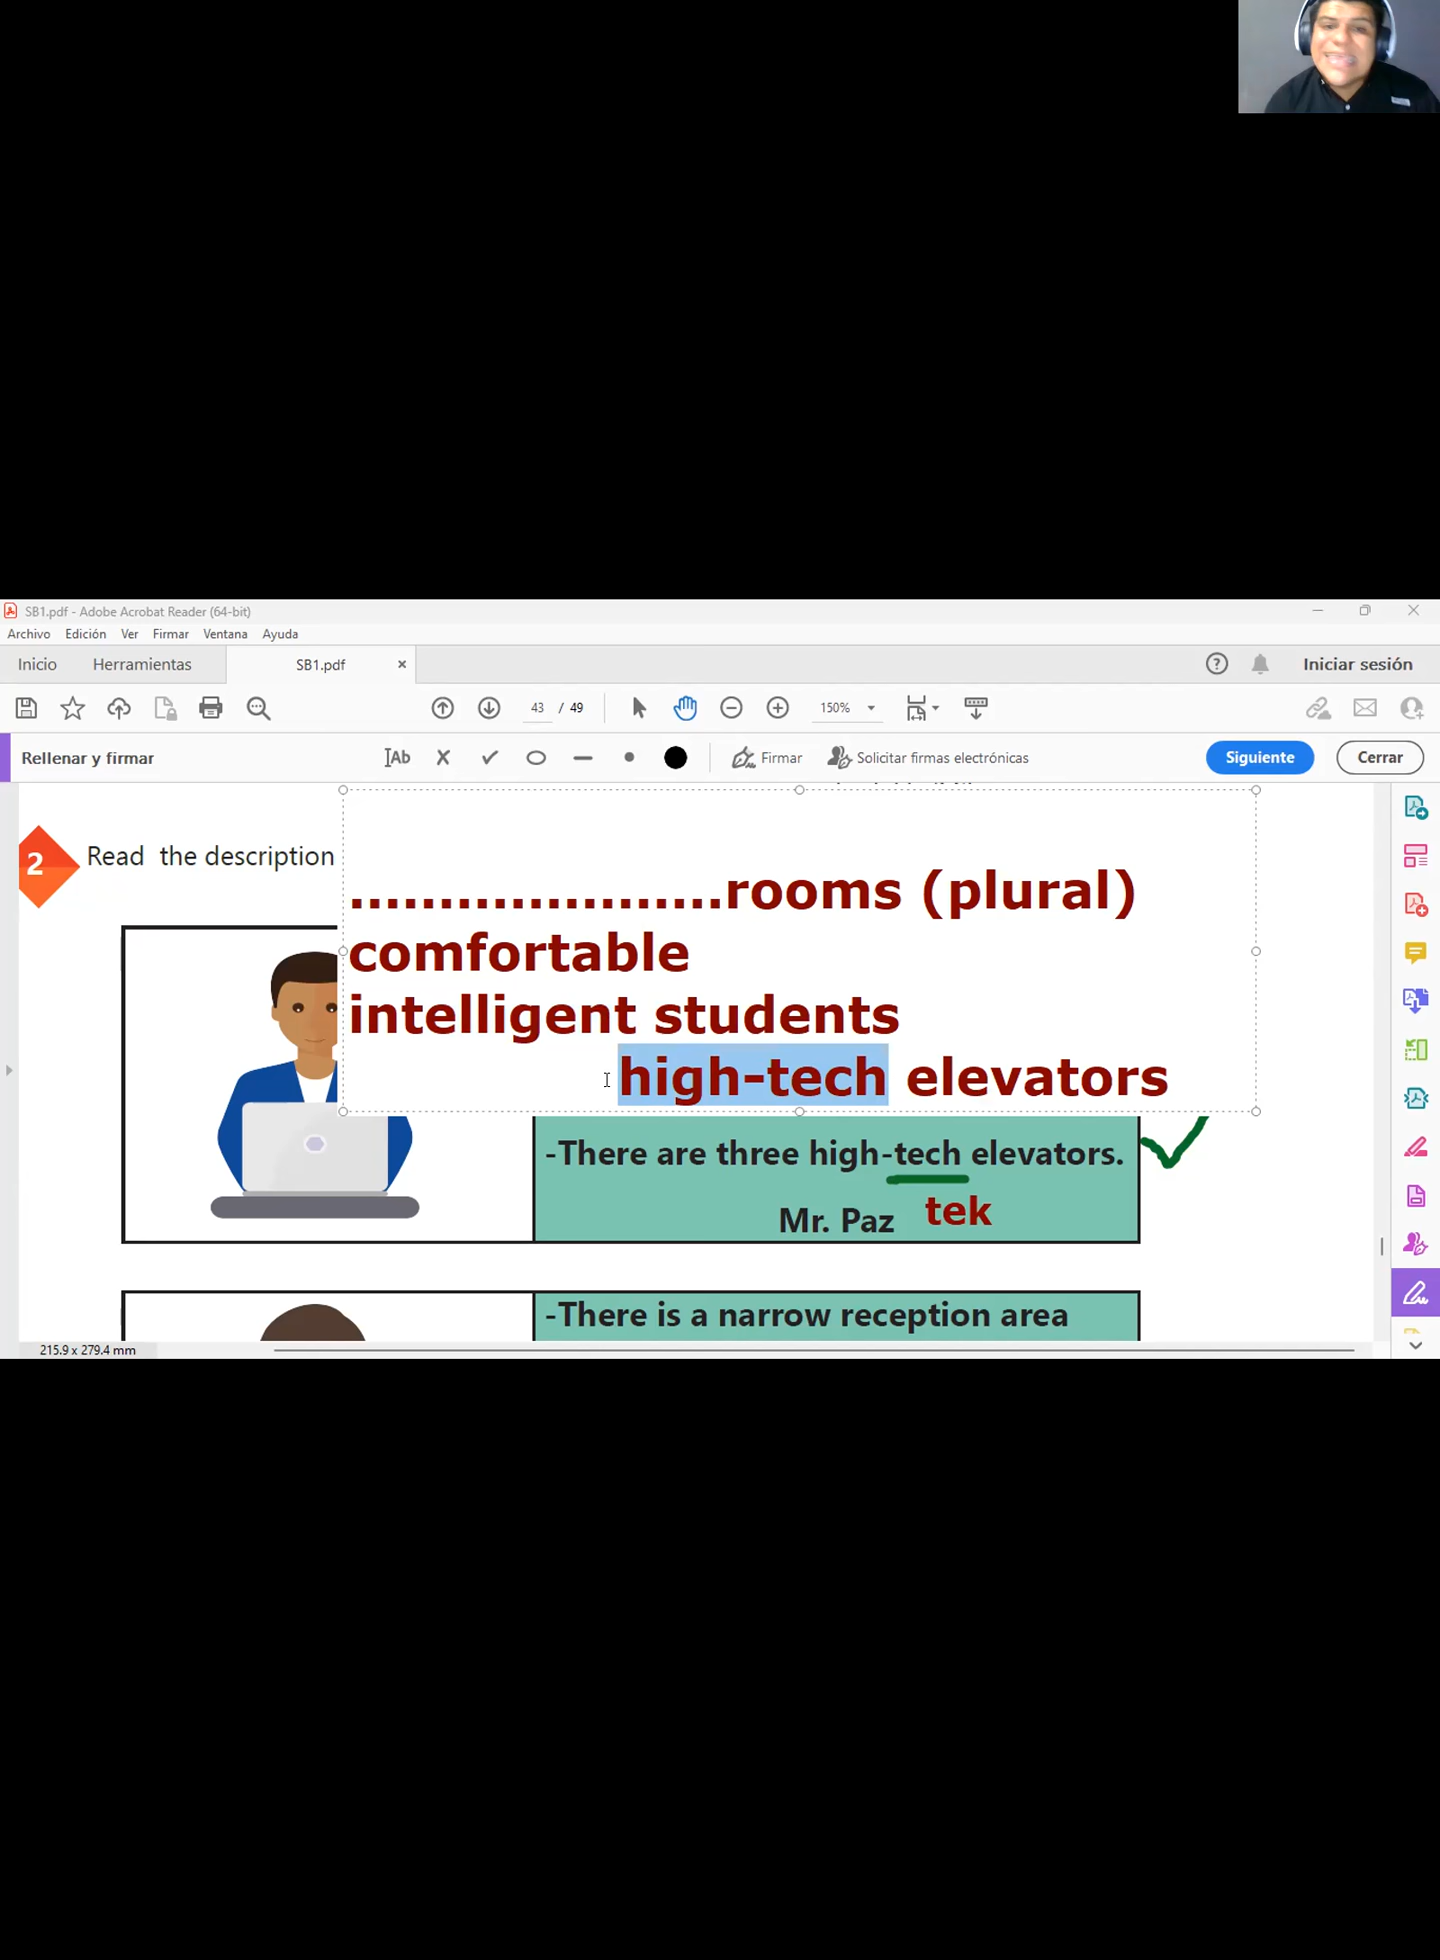 SB1.pdf - Adobe Acrobat Reader (64-bit)
Archivo Edición Ver Firmar Ventana Ayuda
Inicio Herramientas SB1.pdf Iniciar sesión
43 / 49 150%
Rellenar y firmar Ab Firmar Solicitar firmas electrónicas Siguiente Cerrar
2 Read the description
.....................rooms (plural)
comfortable
intelligent students
high-tech elevators
-There are three high-tech elevators.
Mr. Paz tek
-There is a narrow reception area
215.9 x 279.4 mm